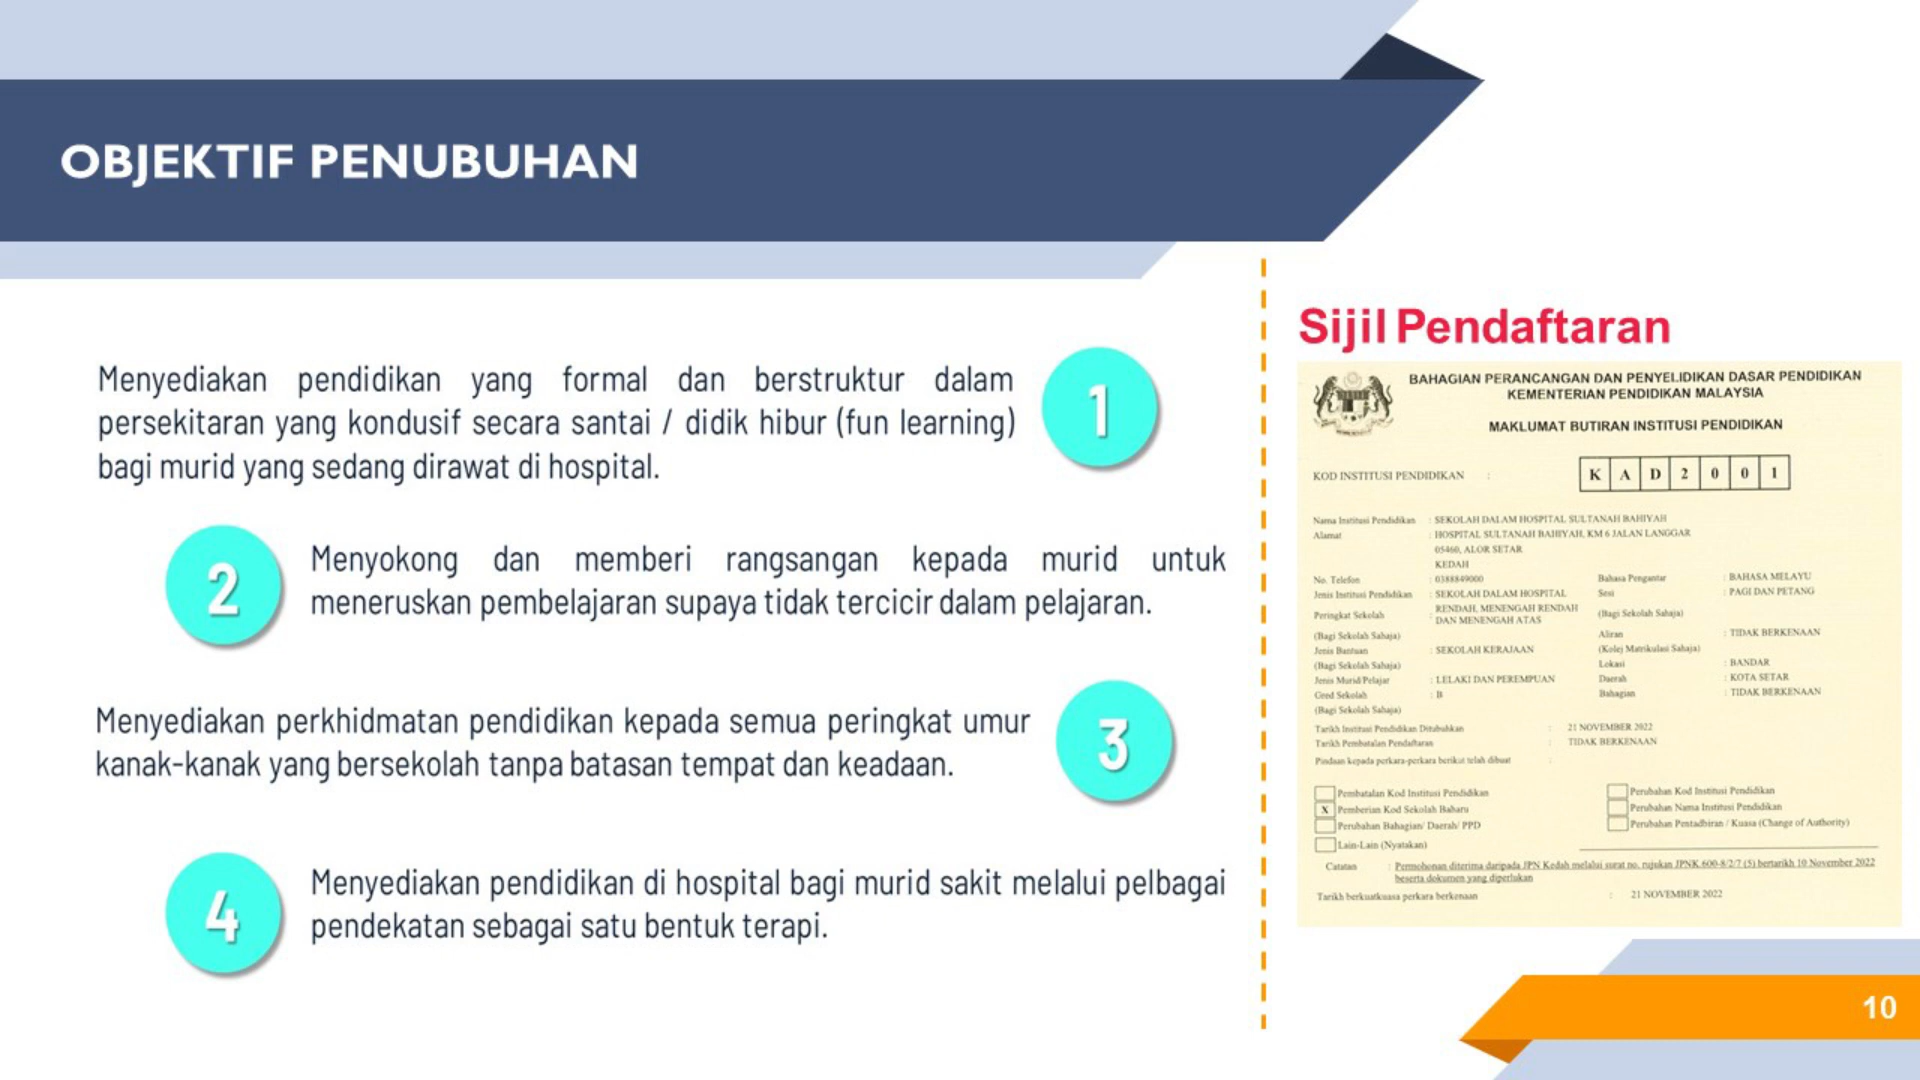 OBJEKTIF PENUBUHAN
Menyediakan pendidikan yang formal dan berstruktur dalam
persekitaran yang kondusif secara santai / didik hibur (fun learning)
bagi murid yang sedang dirawat di hospital.
1
2
Menyokong dan memberi rangsangan kepada murid untuk
meneruskan pembelajaran supaya tidak tercicir dalam pelajaran.
Menyediakan perkhidmatan pendidikan kepada semua peringkat umur
kanak-kanak yang bersekolah tanpa batasan tempat dan keadaan.
3
4
Menyediakan pendidikan di hospital bagi murid sakit melalui pelbagai
pendekatan sebagai satu bentuk terapi.
Sijil Pendaftaran
BAHAGIAN PERANCANGAN DAN PENYELIDIKAN DASAR PENDIDIKAN
KEMENTERIAN PENDIDIKAN MALAYSIA
MAKLUMAT BUTIRAN INSTITUSI PENDIDIKAN
KOD INSTITUSI PENDIDIKAN : K A D 2 0 0 1
Nama Institusi Pendidikan : SEKOLAH DALAM HOSPITAL SULTANAH BAHIYAH
Alamat : HOSPITAL SULTANAH BAHIYAH, KM 6 JALAN LANGGAR
05460, ALOR SETAR
KEDAH
No. Telefon : 0388849000 Bahasa Pengantar : BAHASA MELAYU
Jenis Institusi Pendidikan : SEKOLAH DALAM HOSPITAL Sesi : PAGI DAN PETANG
Peringkat Sekolah : RENDAH, MENENGAH RENDAH (Bagi Sekolah Sahaja)
DAN MENENGAH ATAS
(Bagi Sekolah Sahaja) Aliran : TIDAK BERKENAAN
Jenis Bantuan : SEKOLAH KERAJAAN (Kolej Matrikulasi Sahaja)
(Bagi Sekolah Sahaja) Lokasi : BANDAR
Jenis Murid/Pelajar : LELAKI DAN PEREMPUAN Daerah : KOTA SETAR
Gred Sekolah : B Bahagian : TIDAK BERKENAAN
(Bagi Sekolah Sahaja)
Tarikh Institusi Pendidikan Ditubuhkan : 21 NOVEMBER 2022
Tarikh Pembatalan Pendaftaran : TIDAK BERKENAAN
Pindaan kepada perkara-perkara berikut telah dibuat :
Pembatalan Kod Institusi Pendidikan Perubahan Kod Institusi Pendidikan
X Pemberian Kod Sekolah Baharu Perubahan Nama Institusi Pendidikan
Perubahan Bahagian/ Daerah/ PPD Perubahan Pentadbiran / Kuasa (Change of Authority)
Lain-Lain (Nyatakan)
Catatan : Permohonan diterima daripada JPN Kedah melalui surat no. rujukan JPNK.600-8/2/7 (5) bertarikh 10 November 2022
beserta dokumen yang diperlukan
Tarikh berkuatkuasa perkara berkenaan : 21 NOVEMBER 2022
10